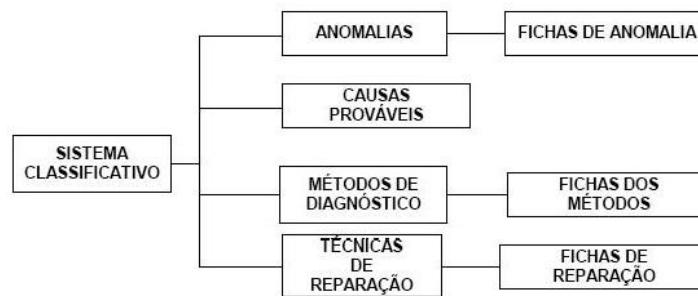 ANOMALIAS
FICHAS DE ANOMALIA
CAUSAS
PROVÁVEIS
SISTEMA
CLASSIFICATIVO
MÉTODOS DE
DIAGNÓSTICO
FICHAS DOS
MÉTODOS
TÉCNICAS
DE
REPARAÇÃO
FICHAS DE
REPARAÇÃO